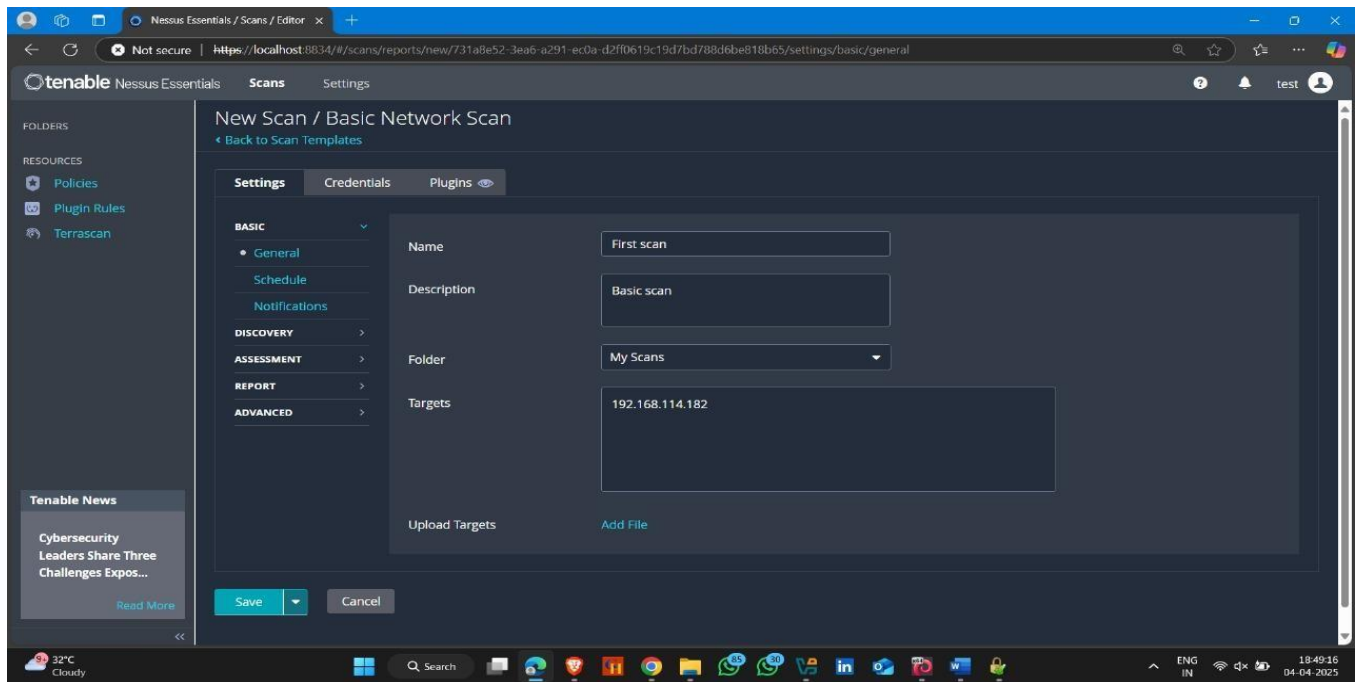 Nessus Essentials / Scans / Editor
Not secure https://localhost:8834/#/scans/reports/new/731a8e52-3ea6-a291-ec0a-d2ff0619c19d7bd788d6be818b65/settings/basic/general
tenable Nessus Essentials Scans Settings test
FOLDERS
RESOURCES
Policies
Plugin Rules
Terrascan
New Scan / Basic Network Scan
Back to Scan Templates
Settings Credentials Plugins
BASIC
General
Schedule
Notifications
DISCOVERY
ASSESSMENT
REPORT
ADVANCED
Name First scan
Description Basic scan
Folder My Scans
Targets 192.168.114.182
Upload Targets Add File
Save Cancel
Tenable News
Cybersecurity
Leaders Share Three
Challenges Expos...
Read More
32°C
Cloudy
Search
85
30
in
ENG
IN
18:49:16
04-04-2025